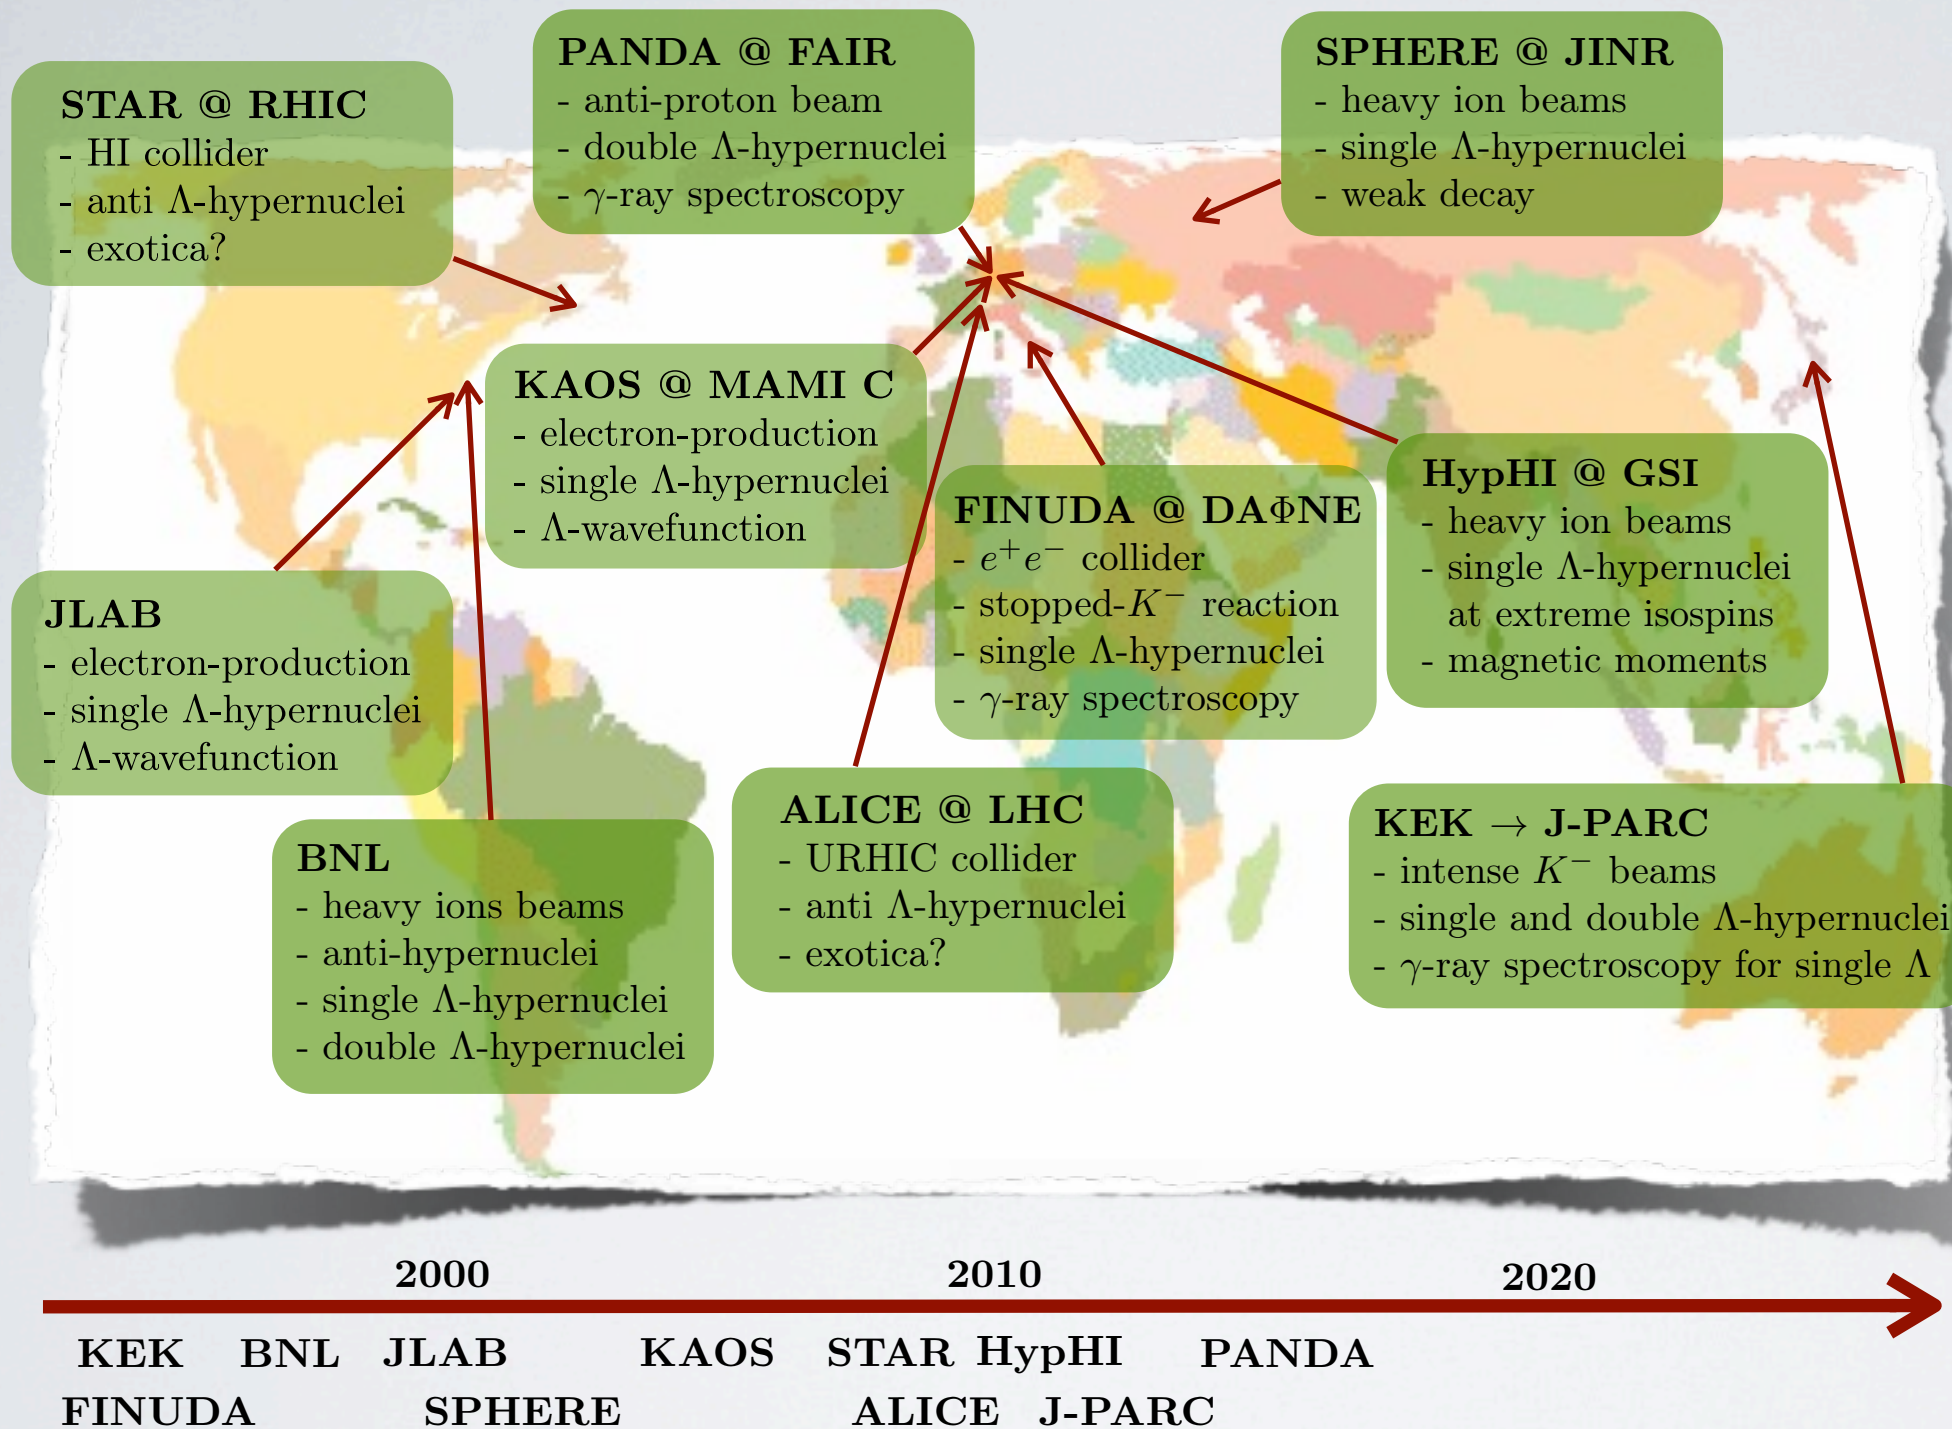 STAR @ RHIC
- HI collider
- anti Λ-hypernuclei
- exotica?
PANDA @ FAIR
- anti-proton beam
- double Λ-hypernuclei
- γ-ray spectroscopy
SPHERE @ JINR
- heavy ion beams
- single Λ-hypernuclei
- weak decay
KAOS @ MAMI C
- electron-production
- single Λ-hypernuclei
- Λ-wavefunction
FINUDA @ DAΦNE
- e⁺e⁻ collider
- stopped-K⁻ reaction
- single Λ-hypernuclei
- γ-ray spectroscopy
HypHI @ GSI
- heavy ion beams
- single Λ-hypernuclei
at extreme isospins
- magnetic moments
JLAB
- electron-production
- single Λ-hypernuclei
- Λ-wavefunction
BNL
- heavy ions beams
- anti-hypernuclei
- single Λ-hypernuclei
- double Λ-hypernuclei
ALICE @ LHC
- URHIC collider
- anti Λ-hypernuclei
- exotica?
KEK → J-PARC
- intense K⁻ beams
- single and double Λ-hypernuclei
- γ-ray spectroscopy for single Λ
2000 2010 2020
KEK BNL JLAB KAOS STAR HypHI PANDA
FINUDA SPHERE ALICE J-PARC